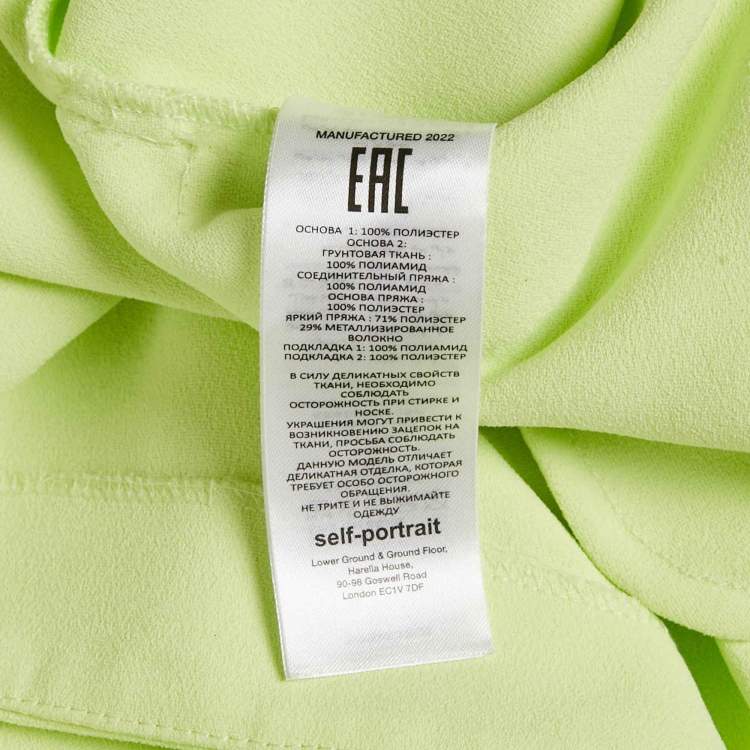 MANUFACTURED 2022
EAC
ОСНОВА 1: 100% ПОЛИЭСТЕР
ОСНОВА 2:
ГРУНТОВАЯ ТКАНЬ :
100% ПОЛИАМИД
СОЕДИНИТЕЛЬНЫЙ ПРЯЖА :
100% ПОЛИАМИД
ОСНОВА ПРЯЖА :
100% ПОЛИЭСТЕР
ЯРКИЙ ПРЯЖА : 71% ПОЛИЭСТЕР
29% МЕТАЛЛИЗИРОВАННОЕ
ВОЛОКНО
ПОДКЛАДКА 1: 100% ПОЛИАМИД
ПОДКЛАДКА 2: 100% ПОЛИЭСТЕР
В СИЛУ ДЕЛИКАТНЫХ СВОЙСТВ
ТКАНИ, НЕОБХОДИМО
СОБЛЮДАТЬ
ОСТОРОЖНОСТЬ ПРИ СТИРКЕ И
НОСКЕ.
УКРАШЕНИЯ МОГУТ ПРИВЕСТИ К
ВОЗНИКНОВЕНИЮ ЗАЦЕПОК НА
ТКАНИ, ПРОСЬБА СОБЛЮДАТЬ
ОСТОРОЖНОСТЬ.
ДАННУЮ МОДЕЛЬ ОТЛИЧАЕТ
ДЕЛИКАТНАЯ ОТДЕЛКА, КОТОРАЯ
ТРЕБУЕТ ОСОБО ОСТОРОЖНОГО
ОБРАЩЕНИЯ.
НЕ ТРИТЕ И НЕ ВЫЖИМАЙТЕ
ОДЕЖДУ
self-portrait
Lower Ground & Ground Floor,
Harella House,
90-98 Goswell Road
London EC1V 7DF